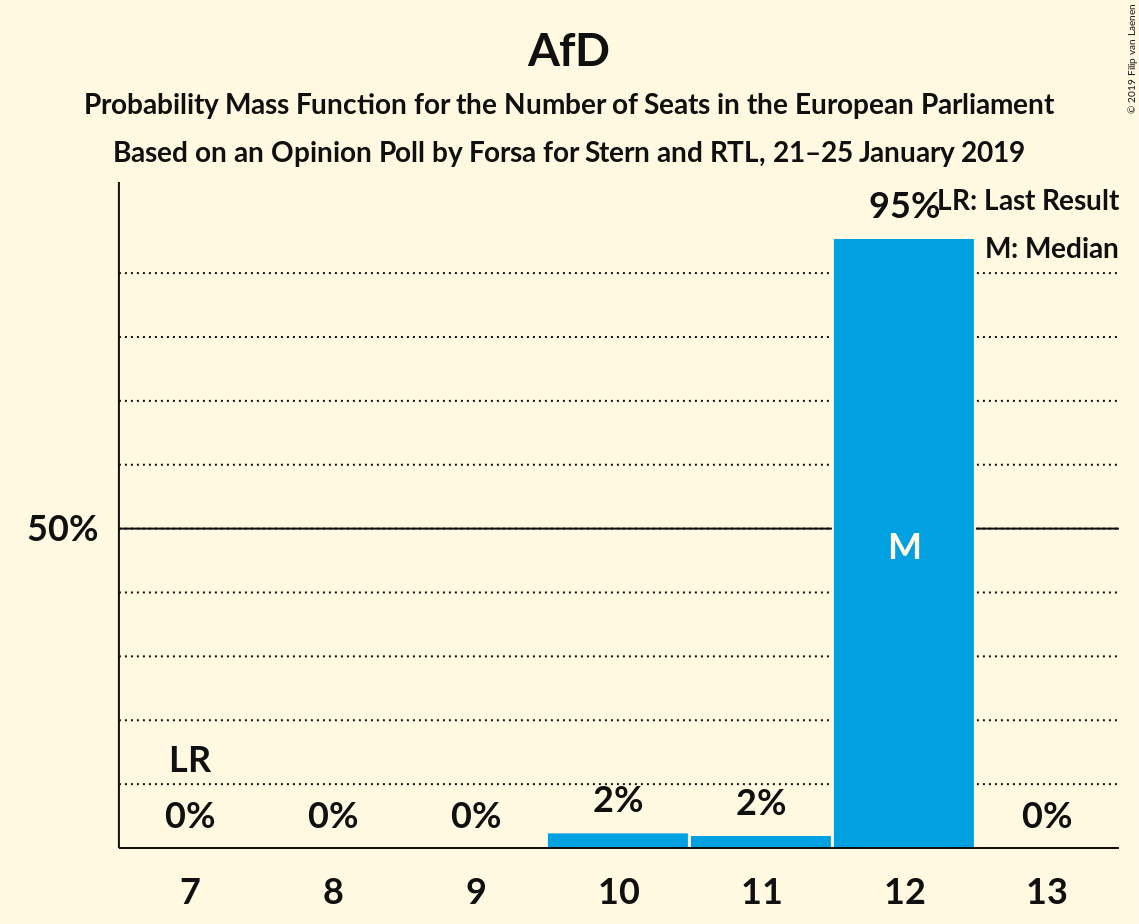 AfD
Probability Mass Function for the Number of Seats in the European Parliament
Based on an Opinion Poll by Forsa for Stern and RTL, 21–25 January 2019
© 2019 Filip van Laenen
LR: Last Result
M: Median
95%
50%
M
LR
0%
0%
0%
2%
2%
0%
7
8
9
10
11
12
13